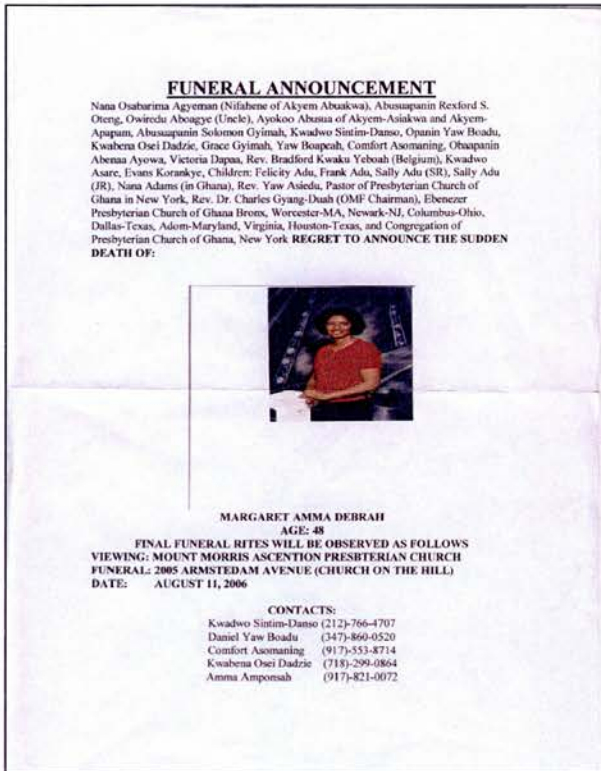 FUNERAL ANNOUNCEMENT
Nana Osabarima Agyeman (Nifahene of Akyem Abuakwa), Abusuapanin Rexford S.
Oteng, Owiredu Aboagye (Uncle), Ayokoo Abusua of Akyem-Asiakwa and Akyem-
Apapam, Abusuapanin Solomon Gyimah, Kwadwo Sintim-Danso, Opanin Yaw Boadu,
Kwabena Osei Dadzie, Grace Gyimah, Yaw Boapeah, Comfort Asomaning, Obaapanin
Abenaa Ayowa, Victoria Dapaa, Rev. Bradford Kwaku Yeboah (Belgium), Kwadwo
Asare, Evans Korankye, Children: Felicity Adu, Frank Adu, Sally Adu (SR), Sally Adu
(JR), Nana Adams (in Ghana), Rev. Yaw Asiedu, Pastor of Presbyterian Church of
Ghana in New York, Rev. Dr. Charles Gyang-Duah (OMF Chairman), Ebenezer
Presbyterian Church of Ghana Bronx, Worcester-MA, Newark-NJ, Columbus-Ohio,
Dallas-Texas, Adom-Maryland, Virginia, Houston-Texas, and Congregation of
Presbyterian Church of Ghana, New York REGRET TO ANNOUNCE THE SUDDEN
DEATH OF:
MARGARET AMMA DEBRAH
AGE: 48
FINAL FUNERAL RITES WILL BE OBSERVED AS FOLLOWS
VIEWING: MOUNT MORRIS ASCENTION PRESBTERIAN CHURCH
FUNERAL: 2005 ARMSTEDAM AVENUE (CHURCH ON THE HILL)
DATE: AUGUST 11, 2006
CONTACTS:
Kwadwo Sintim-Danso (212)-766-4707
Daniel Yaw Boadu (347)-860-0520
Comfort Asomaning (917)-553-8714
Kwabena Osei Dadzie (718)-299-0864
Amma Amponsah (917)-821-0072